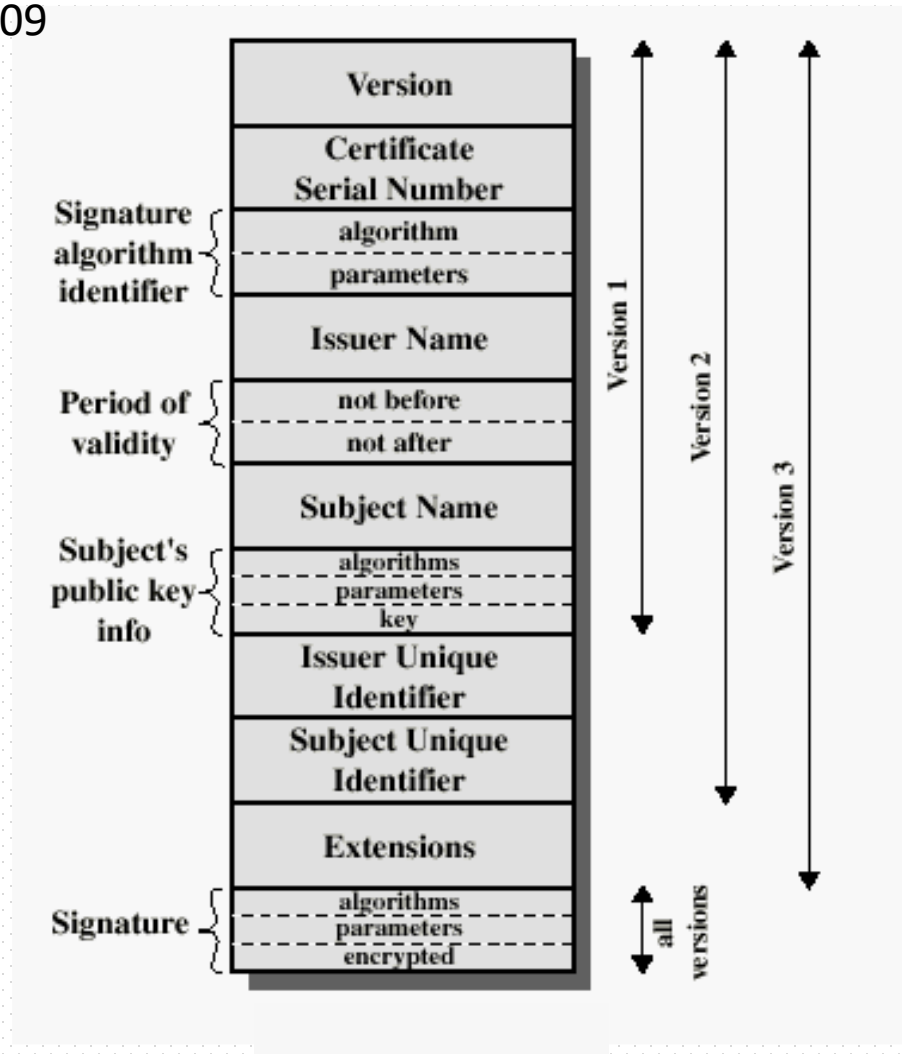 09
Version
Certificate
Serial Number
Signature
algorithm
identifier
algorithm
parameters
Issuer Name
Period of
validity
not before
not after
Subject Name
Subject's
public key
info
algorithms
parameters
key
Issuer Unique
Identifier
Subject Unique
Identifier
Extensions
Signature
algorithms
parameters
encrypted
Version 1
Version 2
Version 3
all
versions